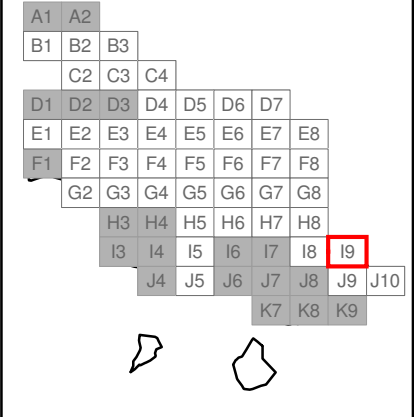 A1 A2
B1 B2 B3
C2 C3 C4
D1 D2 D3 D4 D5 D6 D7
E1 E2 E3 E4 E5 E6 E7 E8
F1 F2 F3 F4 F5 F6 F7 F8
G2 G3 G4 G5 G6 G7 G8
H3 H4 H5 H6 H7 H8
I3 I4 I5 I6 I7 I8 I9
J4 J5 J6 J7 J8 J9 J10
K7 K8 K9